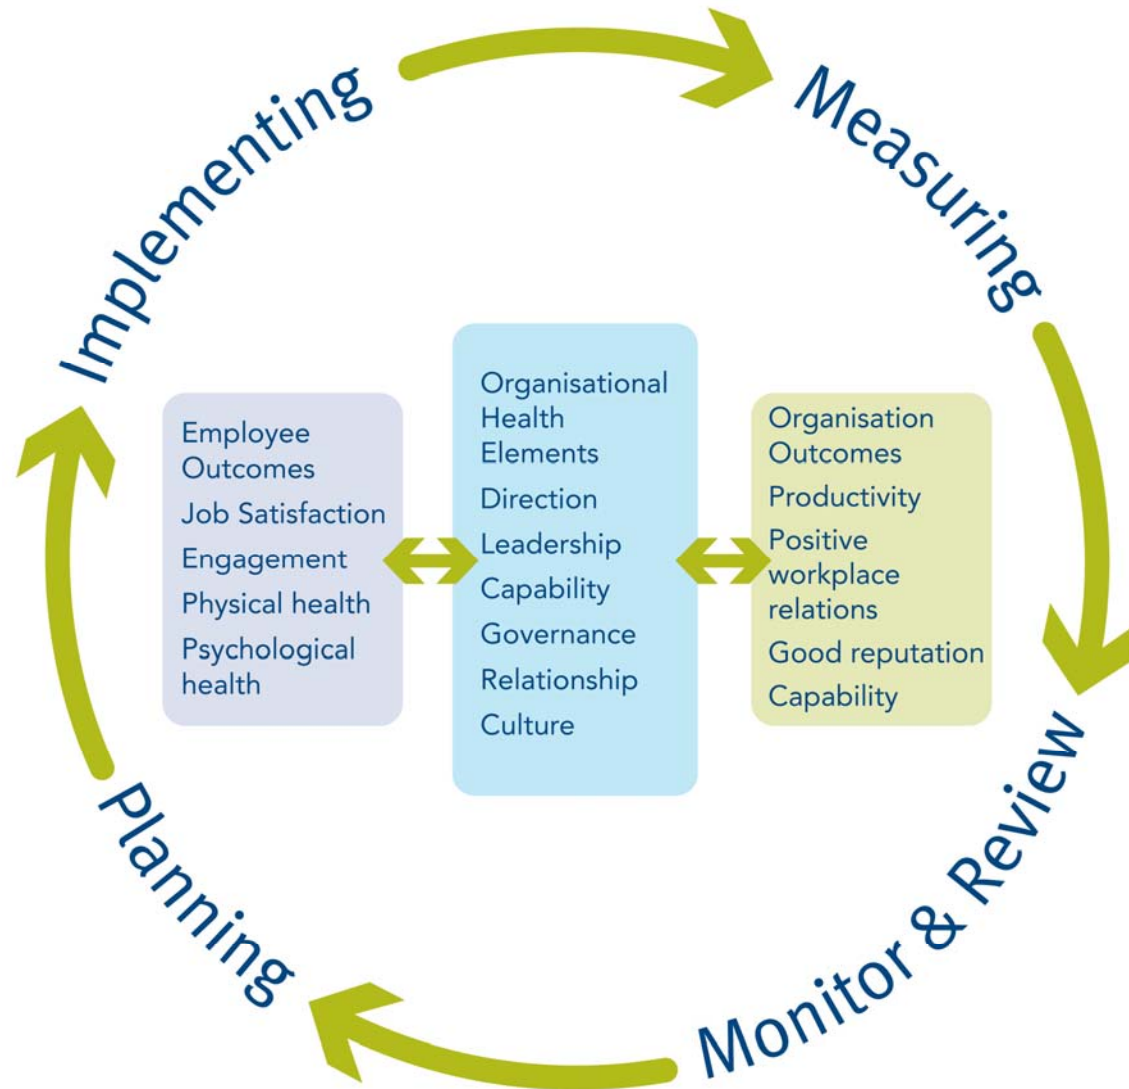 Implementing
Measuring
Employee
Outcomes
Job Satisfaction
Engagement
Physical health
Psychological
health
Organisational
Health
Elements
Direction
Leadership
Capability
Governance
Relationship
Culture
Organisation
Outcomes
Productivity
Positive
workplace
relations
Good reputation
Capability
Planning
Monitor & Review